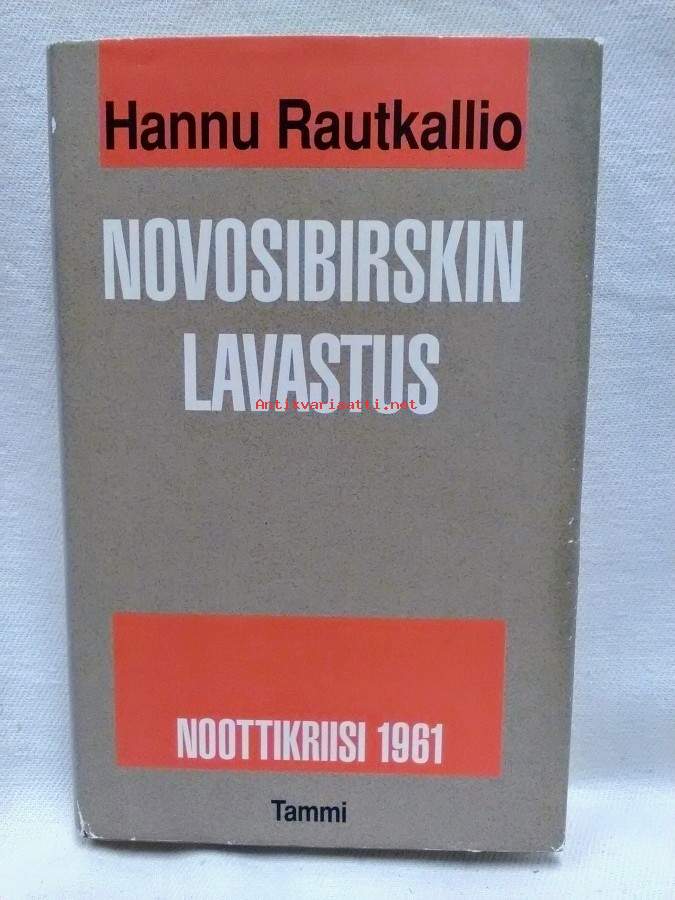 Hannu Rautkallio
NOVOSIBIRSKIN
LAVASTUS
Antikvariaatti.net
NOOTTIKRIISI 1961
Tammi